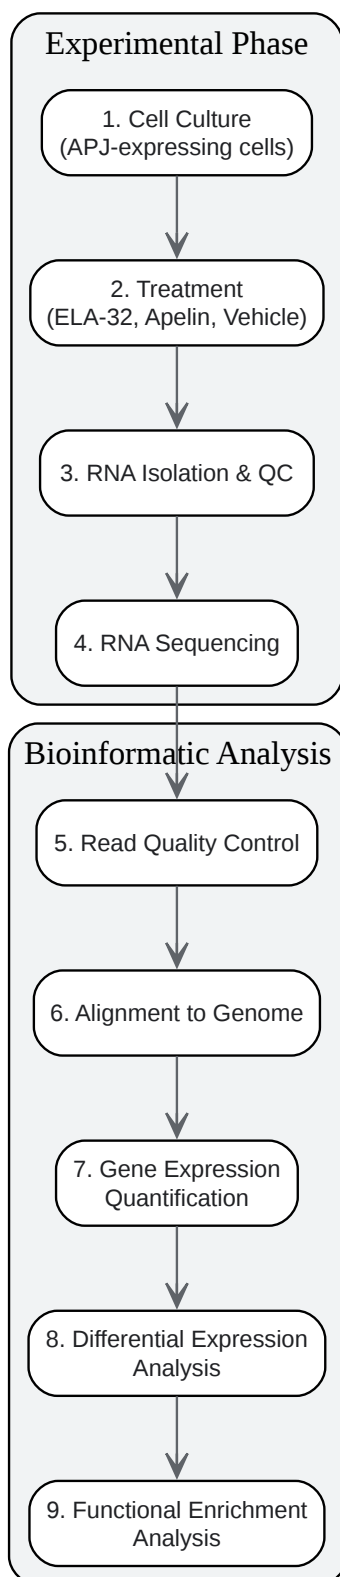 Experimental Phase
1. Cell Culture
(APJ-expressing cells)
2. Treatment
(ELA-32, Apelin, Vehicle)
3. RNA Isolation & QC
4. RNA Sequencing
Bioinformatic Analysis
5. Read Quality Control
6. Alignment to Genome
7. Gene Expression
Quantification
8. Differential Expression
Analysis
9. Functional Enrichment
Analysis